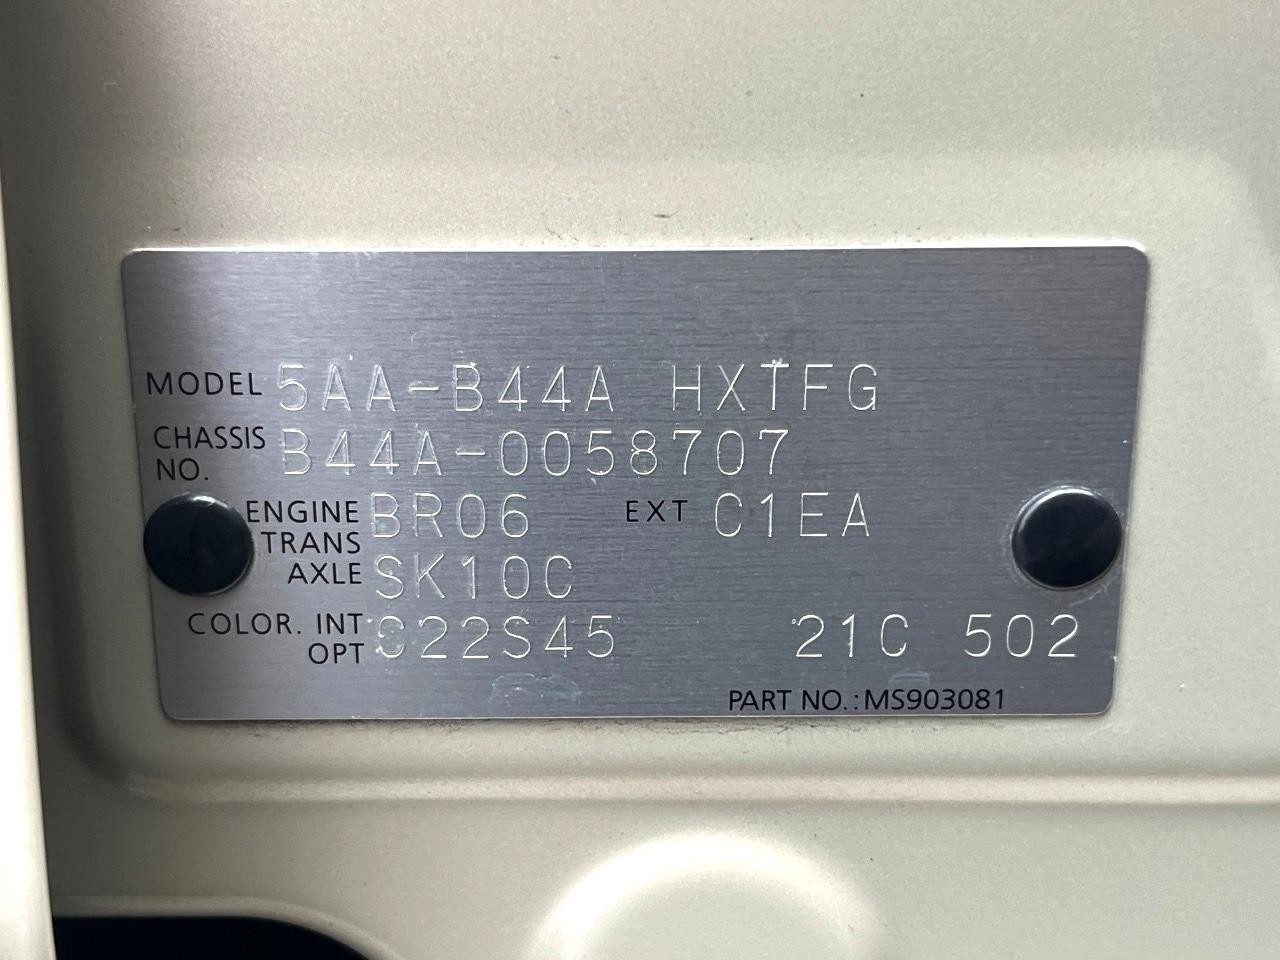 MODEL 5AA-B44A HXTFG
CHASSIS NO. B44A-0058707
ENGINE BR06 EXT C1EA
TRANS AXLE SK10C
COLOR. INT OPT C22S45 21C 502
PART NO.: MS903081